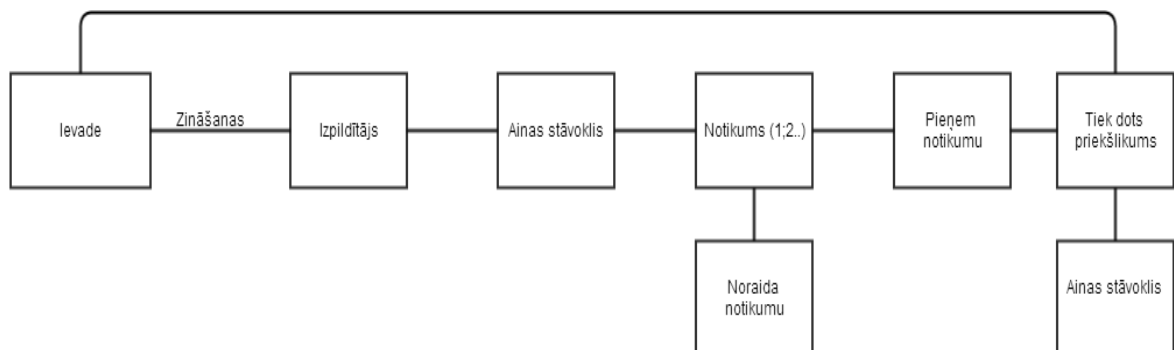 Ievade
Zināšanas
Izpildītājs
Ainas stāvoklis
Notikums (1;2..)
Pieņem
notikumu
Tiek dots
priekšlikums
Noraida
notikumu
Ainas stāvoklis